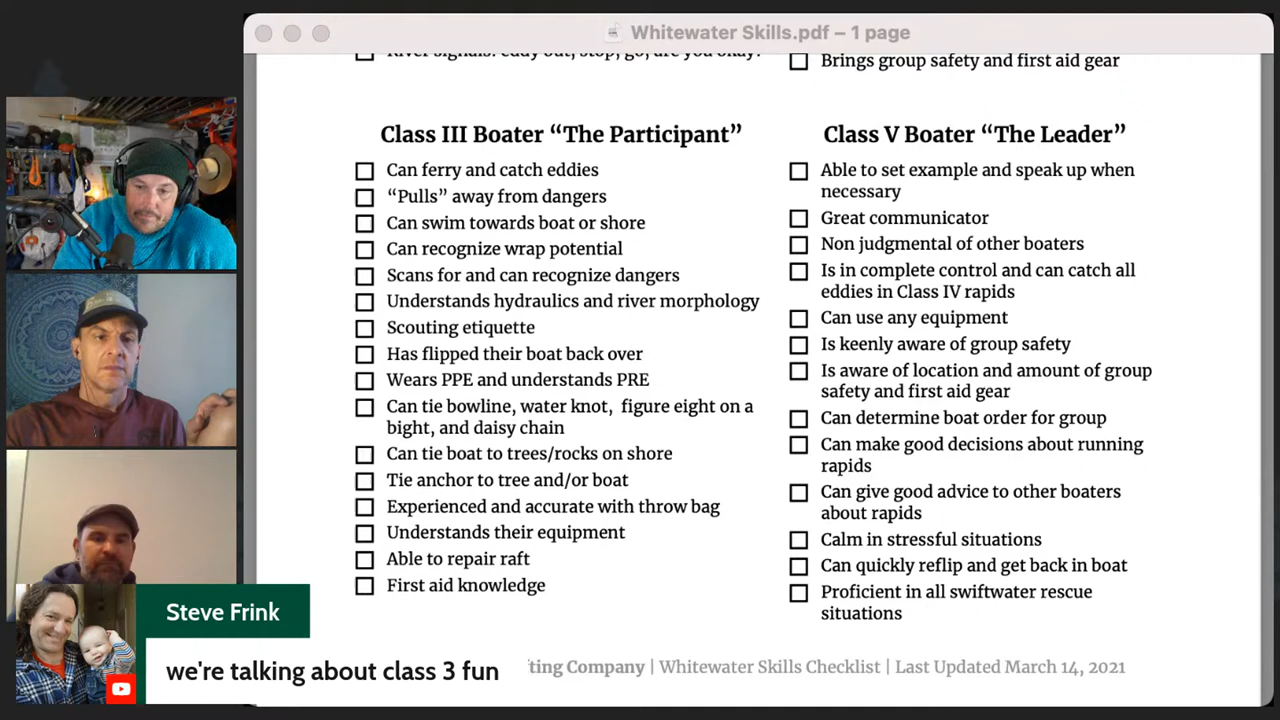 Whitewater Skills.pdf – 1 page
River signals: eddy out, stop, go, are you okay?
Brings group safety and first aid gear
Class III Boater “The Participant”
Can ferry and catch eddies
“Pulls” away from dangers
Can swim towards boat or shore
Can recognize wrap potential
Scans for and can recognize dangers
Understands hydraulics and river morphology
Scouting etiquette
Has flipped their boat back over
Wears PPE and understands PRE
Can tie bowline, water knot, figure eight on a
bight, and daisy chain
Can tie boat to trees/rocks on shore
Tie anchor to tree and/or boat
Experienced and accurate with throw bag
Understands their equipment
Able to repair raft
First aid knowledge
Class V Boater “The Leader”
Able to set example and speak up when
necessary
Great communicator
Non judgmental of other boaters
Is in complete control and can catch all
eddies in Class IV rapids
Can use any equipment
Is keenly aware of group safety
Is aware of location and amount of group
safety and first aid gear
Can determine boat order for group
Can make good decisions about running
rapids
Can give good advice to other boaters
about rapids
Calm in stressful situations
Can quickly reflip and get back in boat
Proficient in all swiftwater rescue
situations
Steve Frink
we're talking about class 3 fun
ting Company | Whitewater Skills Checklist | Last Updated March 14, 2021